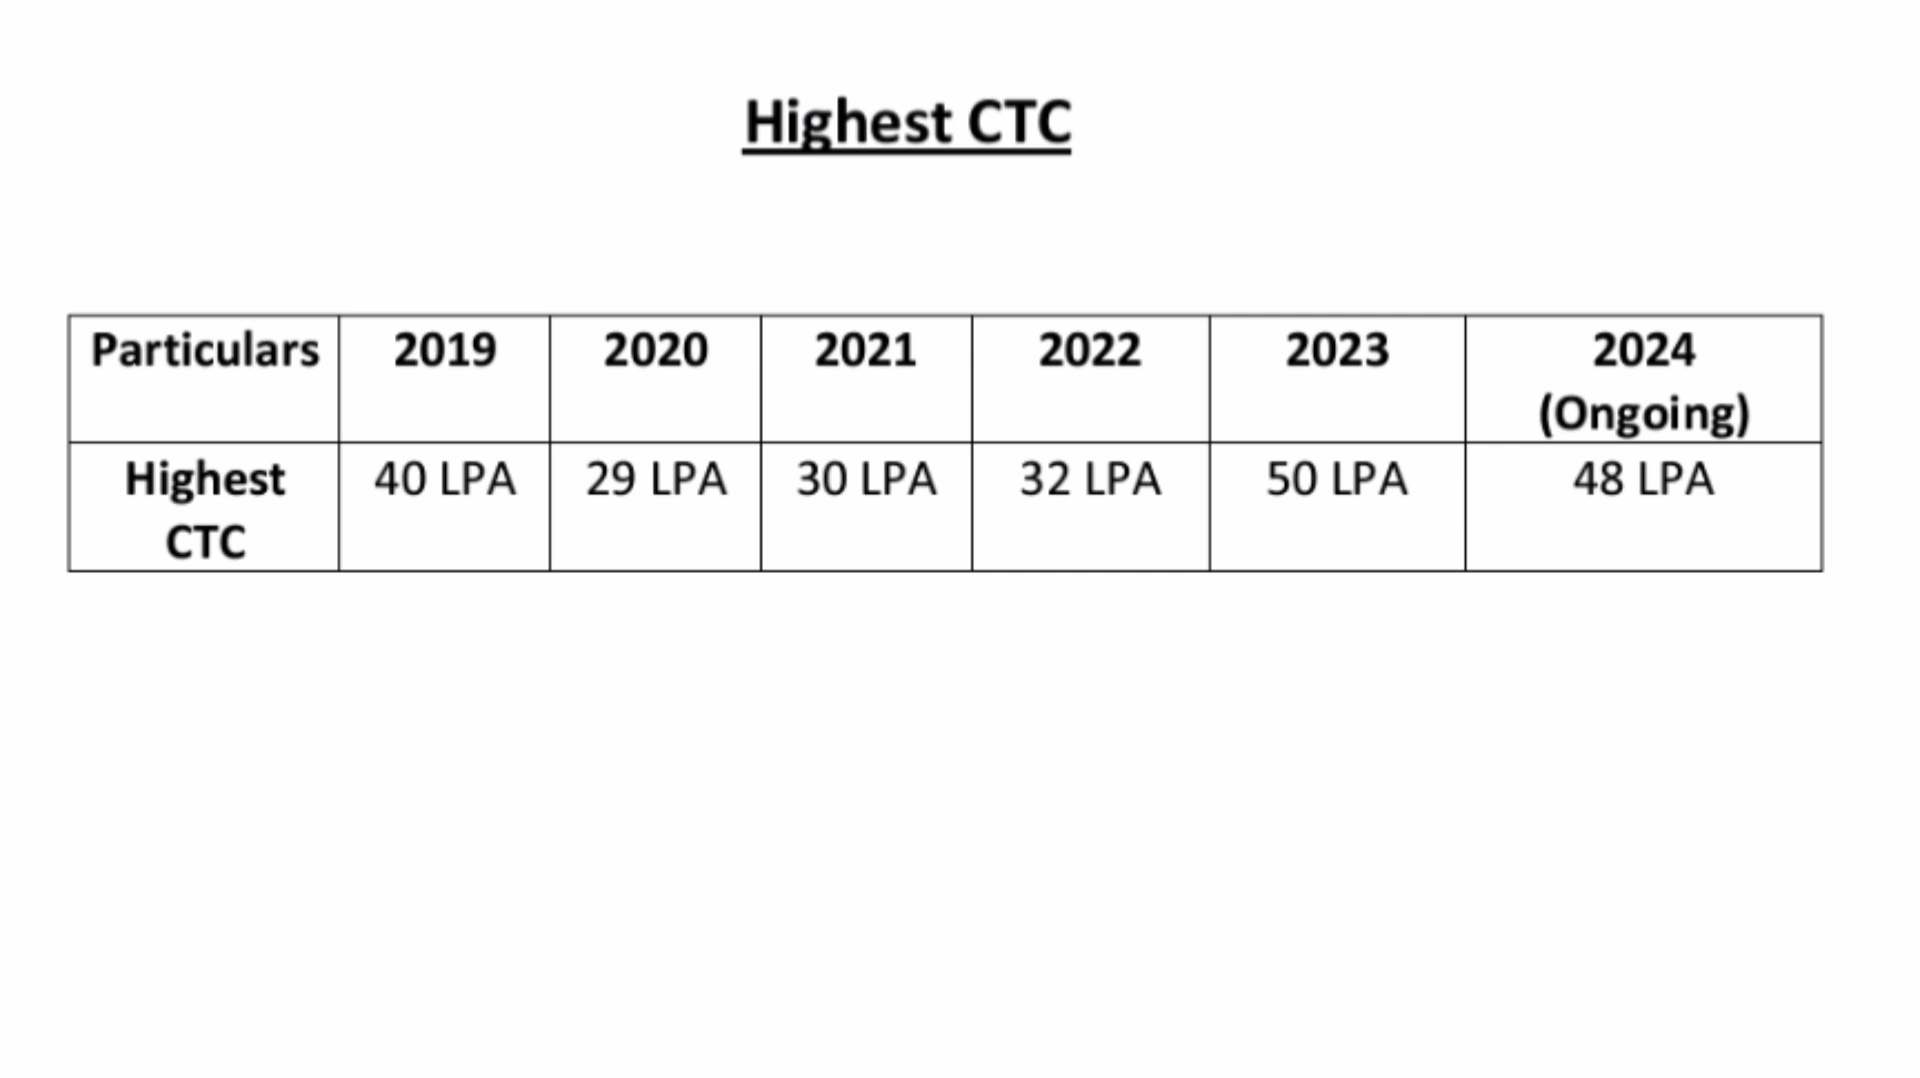 Highest CTC
Particulars 2019 2020 2021 2022 2023 2024
(Ongoing)
Highest 40 LPA 29 LPA 30 LPA 32 LPA 50 LPA 48 LPA
CTC